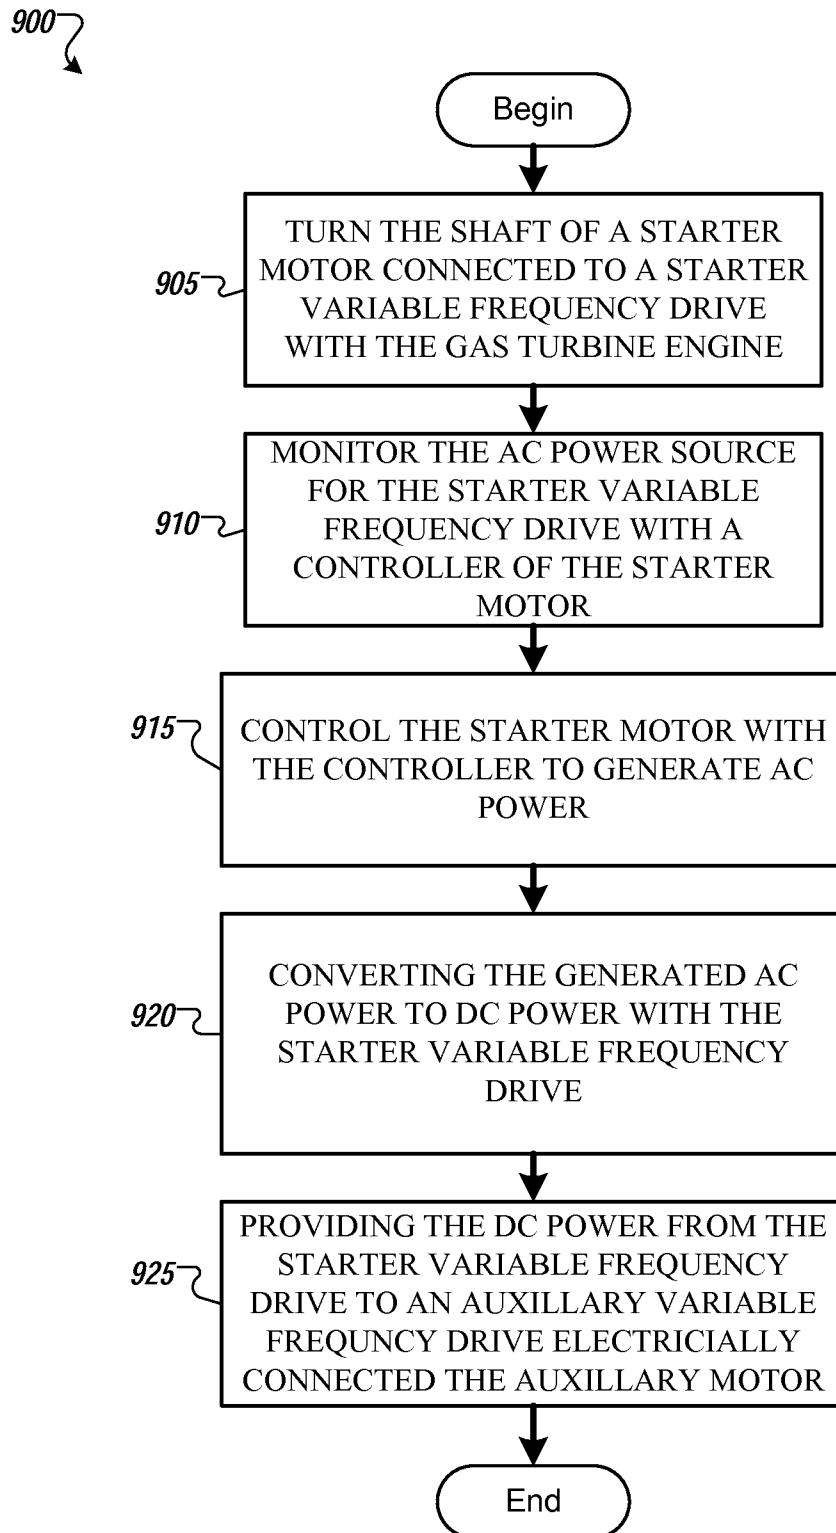 900
Begin
905
TURN THE SHAFT OF A STARTER
MOTOR CONNECTED TO A STARTER
VARIABLE FREQUENCY DRIVE
WITH THE GAS TURBINE ENGINE
910
MONITOR THE AC POWER SOURCE
FOR THE STARTER VARIABLE
FREQUENCY DRIVE WITH A
CONTROLLER OF THE STARTER
MOTOR
915
CONTROL THE STARTER MOTOR WITH
THE CONTROLLER TO GENERATE AC
POWER
920
CONVERTING THE GENERATED AC
POWER TO DC POWER WITH THE
STARTER VARIABLE FREQUENCY
DRIVE
925
PROVIDING THE DC POWER FROM THE
STARTER VARIABLE FREQUENCY
DRIVE TO AN AUXILLARY VARIABLE
FREQUNCY DRIVE ELECTRICIALLY
CONNECTED THE AUXILLARY MOTOR
End